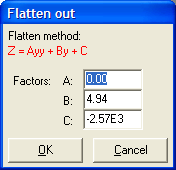 Flatten out
Flatten method:
Z = Ayy + By + C
Factors: A: 0.00
B: 4.94
C: -2.57E3
OK Cancel